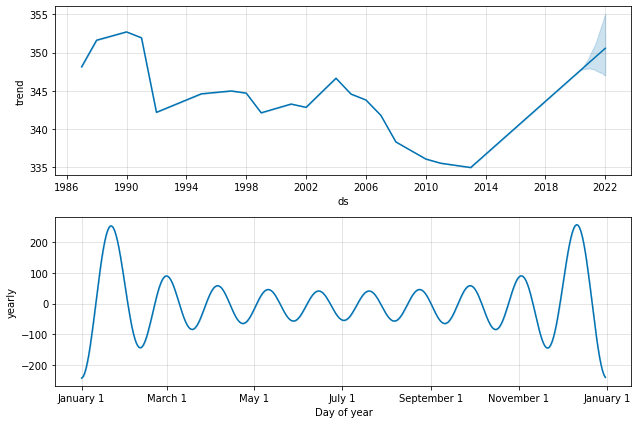 355
350
345
340
335
trend
1986 1990 1994 1998 2002 2006 2010 2014 2018 2022
ds
200
100
0
−100
−200
yearly
January 1 March 1 May 1 July 1 September 1 November 1 January 1
Day of year